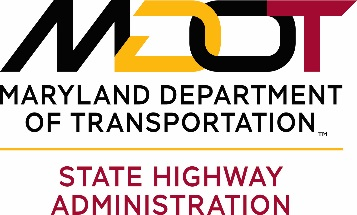 MDOT
MARYLAND DEPARTMENT
OF TRANSPORTATION™
STATE HIGHWAY
ADMINISTRATION